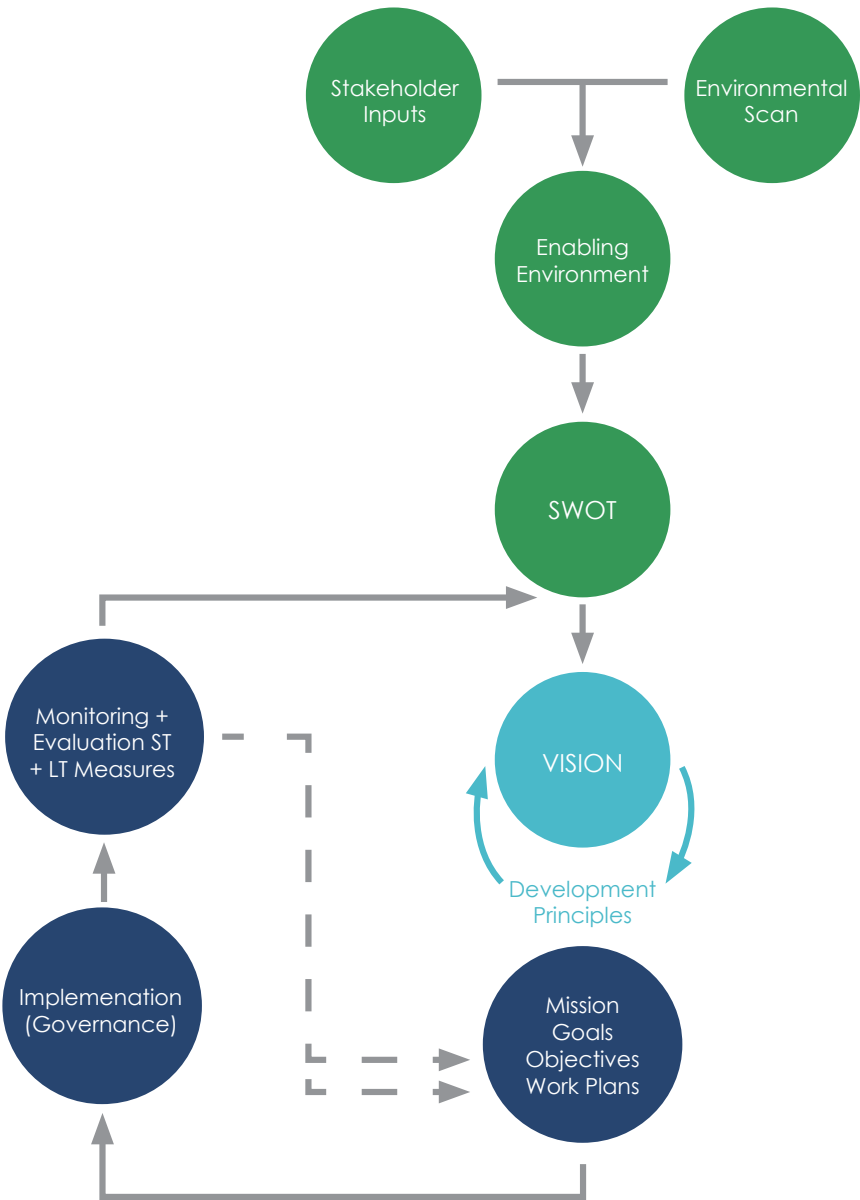 Stakeholder
Inputs
Environmental
Scan
Enabling
Environment
SWOT
Monitoring +
Evaluation ST
+ LT Measures
VISION
Development
Principles
Implemenation
(Governance)
Mission
Goals
Objectives
Work Plans